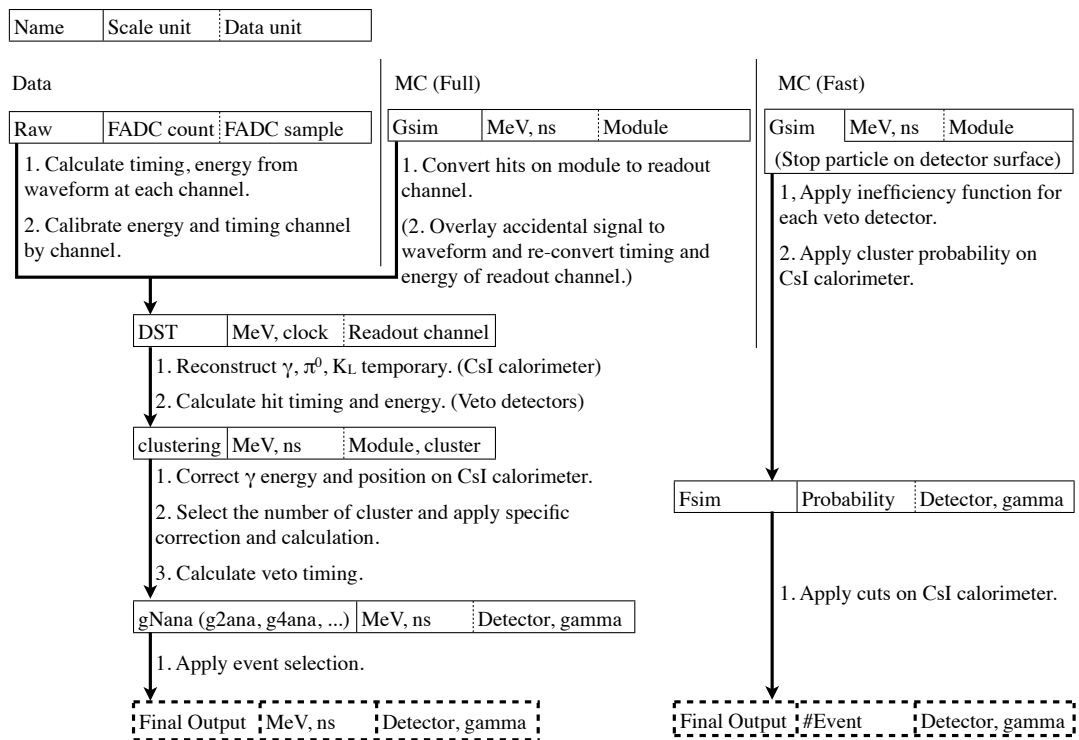 Name Scale unit Data unit
Data
Raw FADC count FADC sample
1. Calculate timing, energy from
waveform at each channel.
2. Calibrate energy and timing channel
by channel.
MC (Full)
Gsim MeV, ns Module
1. Convert hits on module to readout
channel.
(2. Overlay accidental signal to
waveform and re-convert timing and
energy of readout channel.)
DST MeV, clock Readout channel
1. Reconstruct γ, π⁰, K_L temporary. (CsI calorimeter)
2. Calculate hit timing and energy. (Veto detectors)
clustering MeV, ns Module, cluster
1. Correct γ energy and position on CsI calorimeter.
2. Select the number of cluster and apply specific
correction and calculation.
3. Calculate veto timing.
gNana (g2ana, g4ana, ...) MeV, ns Detector, gamma
1. Apply event selection.
Final Output MeV, ns Detector, gamma
MC (Fast)
Gsim MeV, ns Module
(Stop particle on detector surface)
1, Apply inefficiency function for
each veto detector.
2. Apply cluster probability on
CsI calorimeter.
Fsim Probability Detector, gamma
1. Apply cuts on CsI calorimeter.
Final Output #Event Detector, gamma